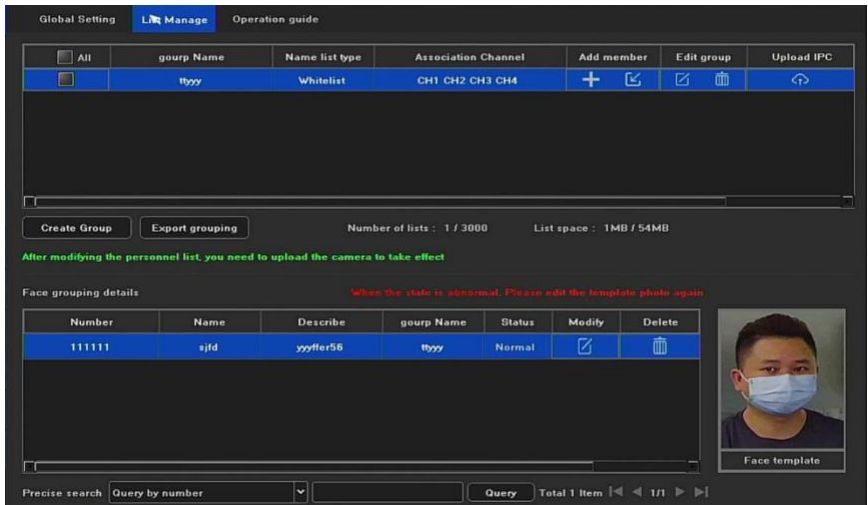 Global Setting List Manage Operation guide
All gourp Name Name list type Association Channel Add member Edit group Upload IPC
ttyyy Whitelist CH1 CH2 CH3 CH4
Create Group Export grouping Number of lists : 1 / 3000 List space : 1MB / 54MB
After modifying the personnel list, you need to upload the camera to take effect
Face grouping details When the state is abnormal, Please edit the template photo again
Number Name Describe gourp Name Status Modify Delete
111111 sjfd yyyffer56 ttyyy Normal
Face template
Precise search Query by number Query Total 1 Item 1/1